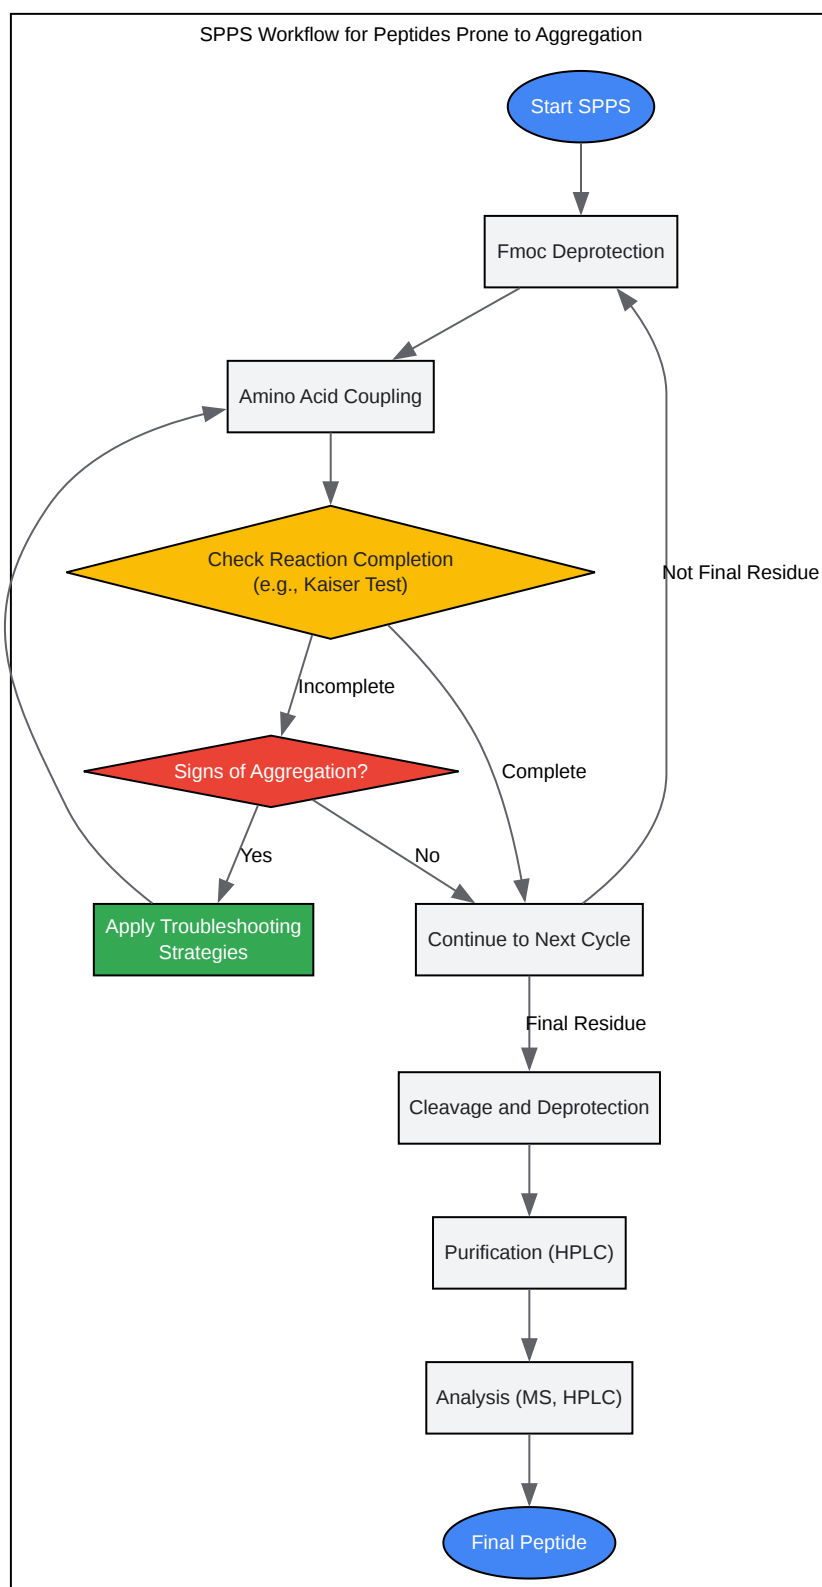 SPPS Workflow for Peptides Prone to Aggregation
Start SPPS
Fmoc Deprotection
Amino Acid Coupling
Check Reaction Completion
(e.g., Kaiser Test)
Not Final Residue
Incomplete
Signs of Aggregation?
Complete
Yes
No
Apply Troubleshooting
Strategies
Continue to Next Cycle
Final Residue
Cleavage and Deprotection
Purification (HPLC)
Analysis (MS, HPLC)
Final Peptide